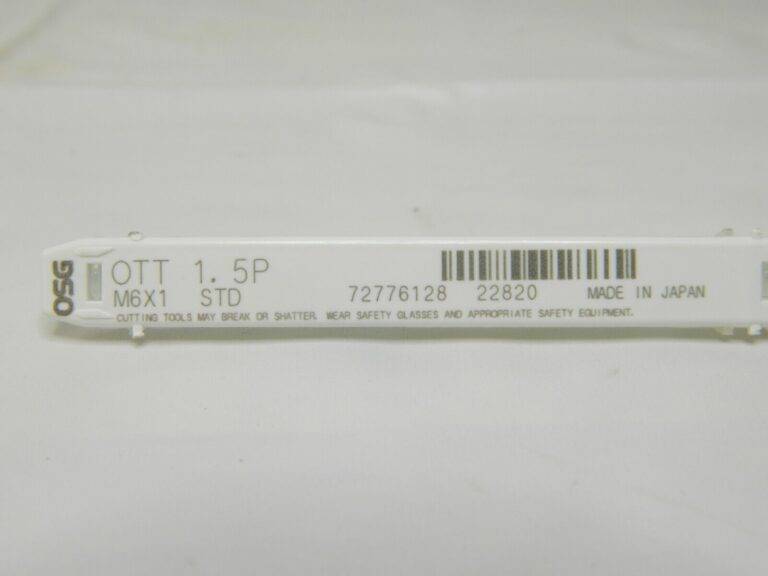 OSG
OTT 1.5P
M6X1 STD 72776128 22820 MADE IN JAPAN
CUTTING TOOLS MAY BREAK OR SHATTER. WEAR SAFETY GLASSES AND APPROPRIATE SAFETY EQUIPMENT.